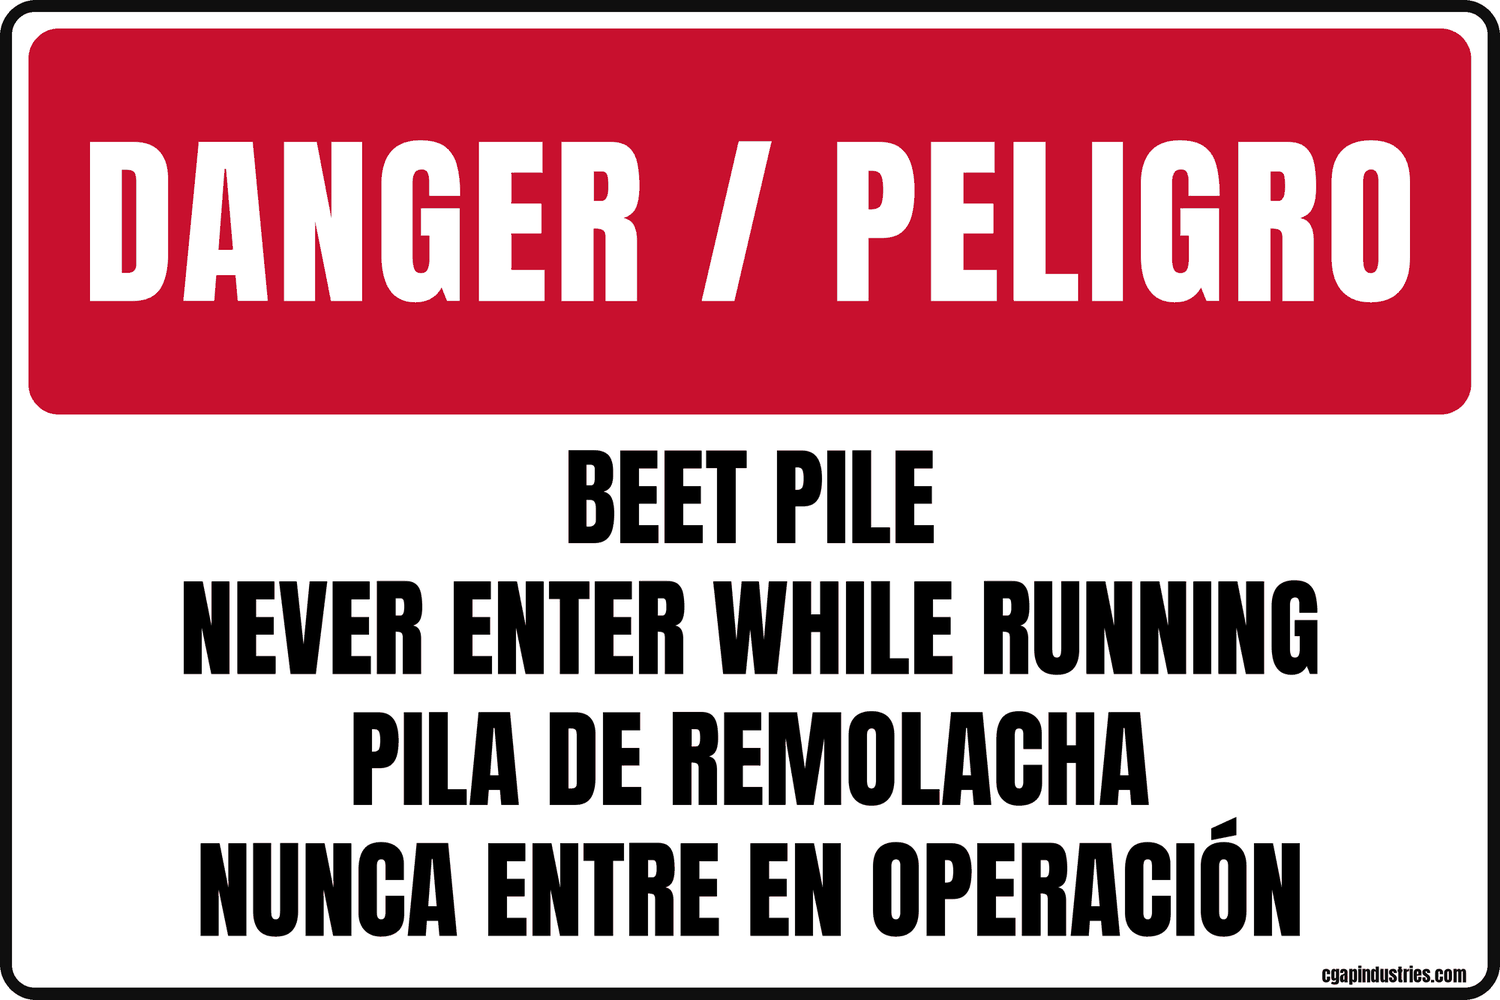 DANGER / PELIGRO
BEET PILE
NEVER ENTER WHILE RUNNING
PILA DE REMOLACHA
NUNCA ENTRE EN OPERACIÓN
cgapindustries.com